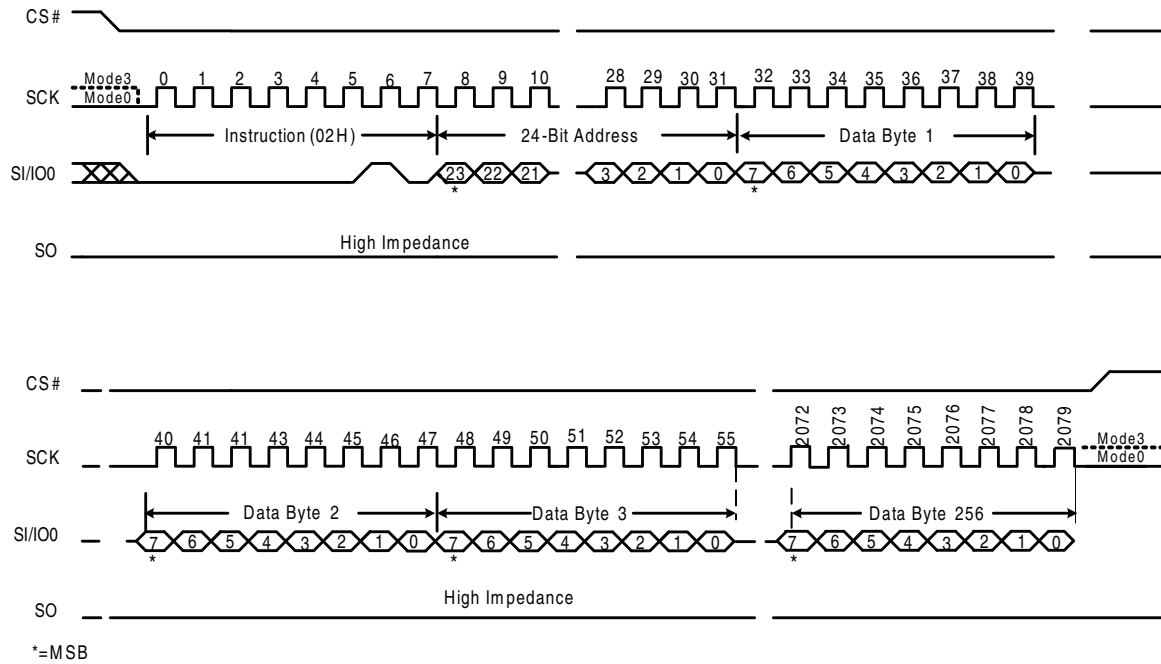 CS#
Mode3
0 1 2 3 4 5 6 7 8 9 10 28 29 30 31 32 33 34 35 36 37 38 39
SCK
Mode0
Instruction (02H) 24-Bit Address Data Byte 1
SI/IO0
23 22 21 3 2 1 0 7 6 5 4 3 2 1 0
* *
High Impedance
SO
CS#
40 41 41 43 44 45 46 47 48 49 50 51 52 53 54 55 2072 2073 2074 2075 2076 2077 2078 2079
Mode3
SCK
Mode0
Data Byte 2 Data Byte 3 Data Byte 256
SI/IO0
7 6 5 4 3 2 1 0 7 6 5 4 3 2 1 0 7 6 5 4 3 2 1 0
* * *
High Impedance
SO
*=MSB